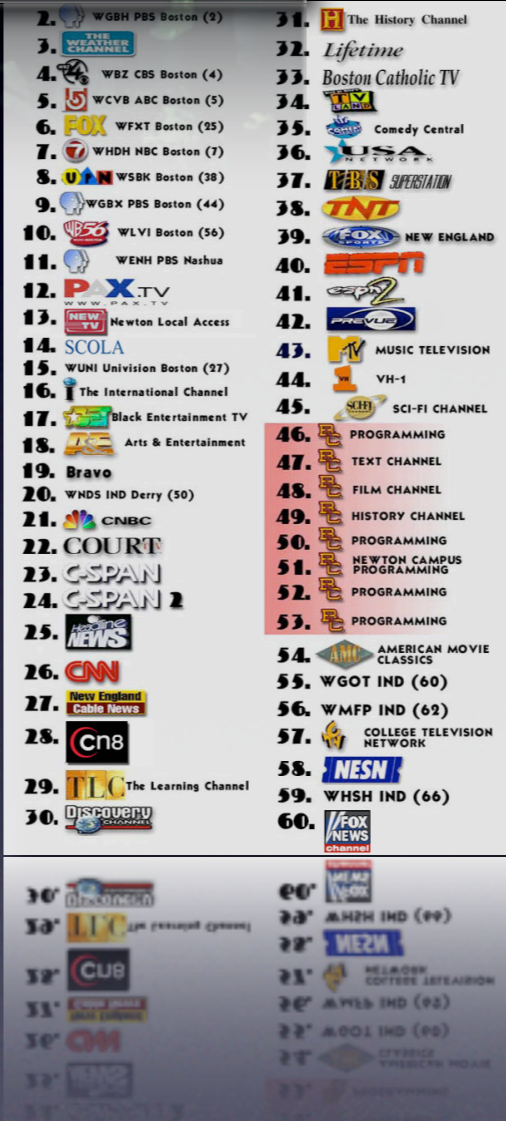 2. WGBH PBS Boston (2)
3. THE WEATHER CHANNEL
4. 4 WBZ CBS Boston (4)
5. 5 WCVB ABC Boston (5)
6. FOX WFXT Boston (25)
7. 7 WHDH NBC Boston (7)
8. UPN WSBK Boston (38)
9. WGBX PBS Boston (44)
10. WB56 WLVI Boston (56)
11. WENH PBS Nashua
12. PAX.TV
WWW.PAX.TV
13. NEW TV Newton Local Access
14. SCOLA
15. WUNI Univision Boston (27)
16. The International Channel
17. BET Black Entertainment TV
18. A&E Arts & Entertainment
19. Bravo
20. WNDS IND Derry (50)
21. CNBC
22. COURT TV
23. C-SPAN
24. C-SPAN 2
25. Headline NEWS
26. CNN
27. New England Cable News
28. Cn8
29. TLC The Learning Channel
30. Discovery CHANNEL
31. H The History Channel
32. Lifetime
33. Boston Catholic TV
34. TV LAND
35. Comedy Central
36. USA NETWORK
37. TBS SUPERSTATION
38. TNT
39. FOX SPORTS NEW ENGLAND
40. ESPN
41. espn2
42. PREVUE
43. MTV MUSIC TELEVISION
44. VH1 VH-1
45. SCI-FI SCI-FI CHANNEL
46. BC PROGRAMMING
47. BC TEXT CHANNEL
48. BC FILM CHANNEL
49. BC HISTORY CHANNEL
50. BC PROGRAMMING
51. BC NEWTON CAMPUS
PROGRAMMING
52. BC PROGRAMMING
53. BC PROGRAMMING
54. AMC AMERICAN MOVIE
CLASSICS
55. WGOT IND (60)
56. WMFP IND (62)
57. COLLEGE TELEVISION
NETWORK
58. NESN
59. WHSH IND (66)
60. FOX NEWS channel